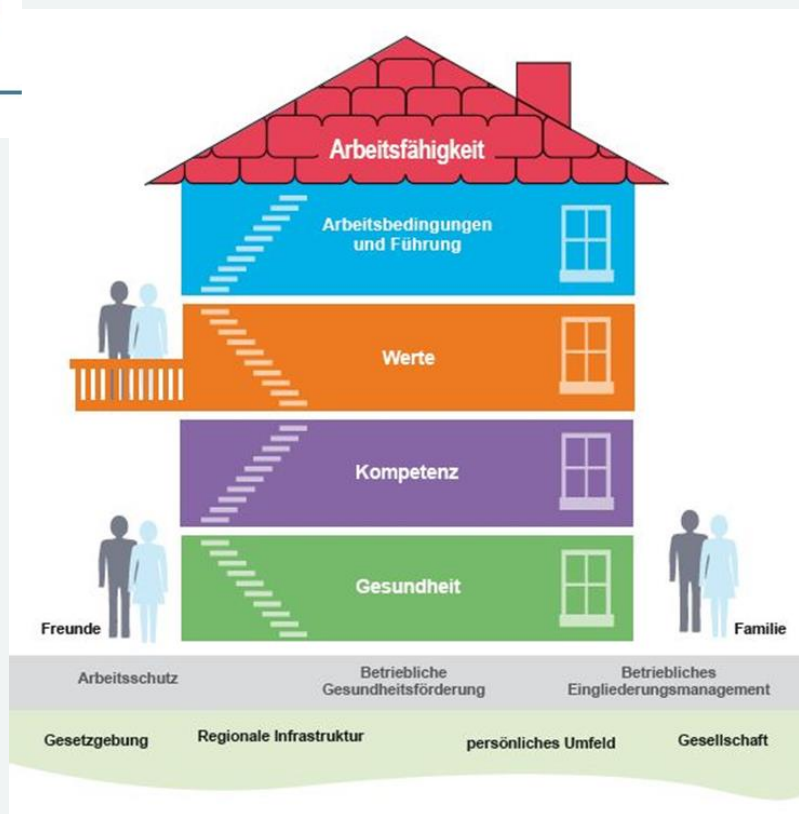 Arbeitsfähigkeit
Arbeitsbedingungen
und Führung
Werte
Kompetenz
Gesundheit
Freunde
Familie
Arbeitsschutz
Betriebliche
Gesundheitsförderung
Betriebliches
Eingliederungsmanagement
Gesetzgebung
Regionale Infrastruktur
persönliches Umfeld
Gesellschaft